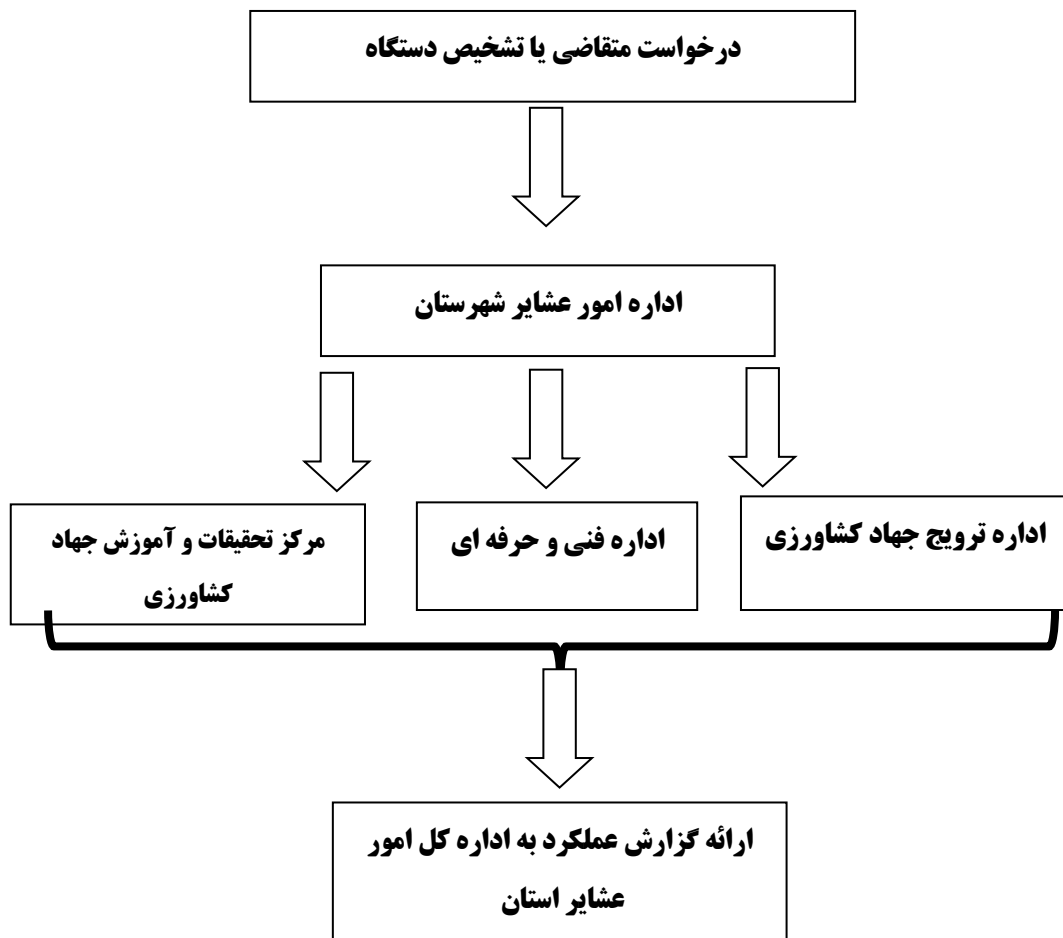 درخواست متقاضی یا تشخیص دستگاه
اداره امور عشایر شهرستان
اداره ترویج جهاد کشاورزی
اداره فنی و حرفه ای
مرکز تحقیقات و آموزش جهاد
کشاورزی
ارائه گزارش عملکرد به اداره کل امور
عشایر استان